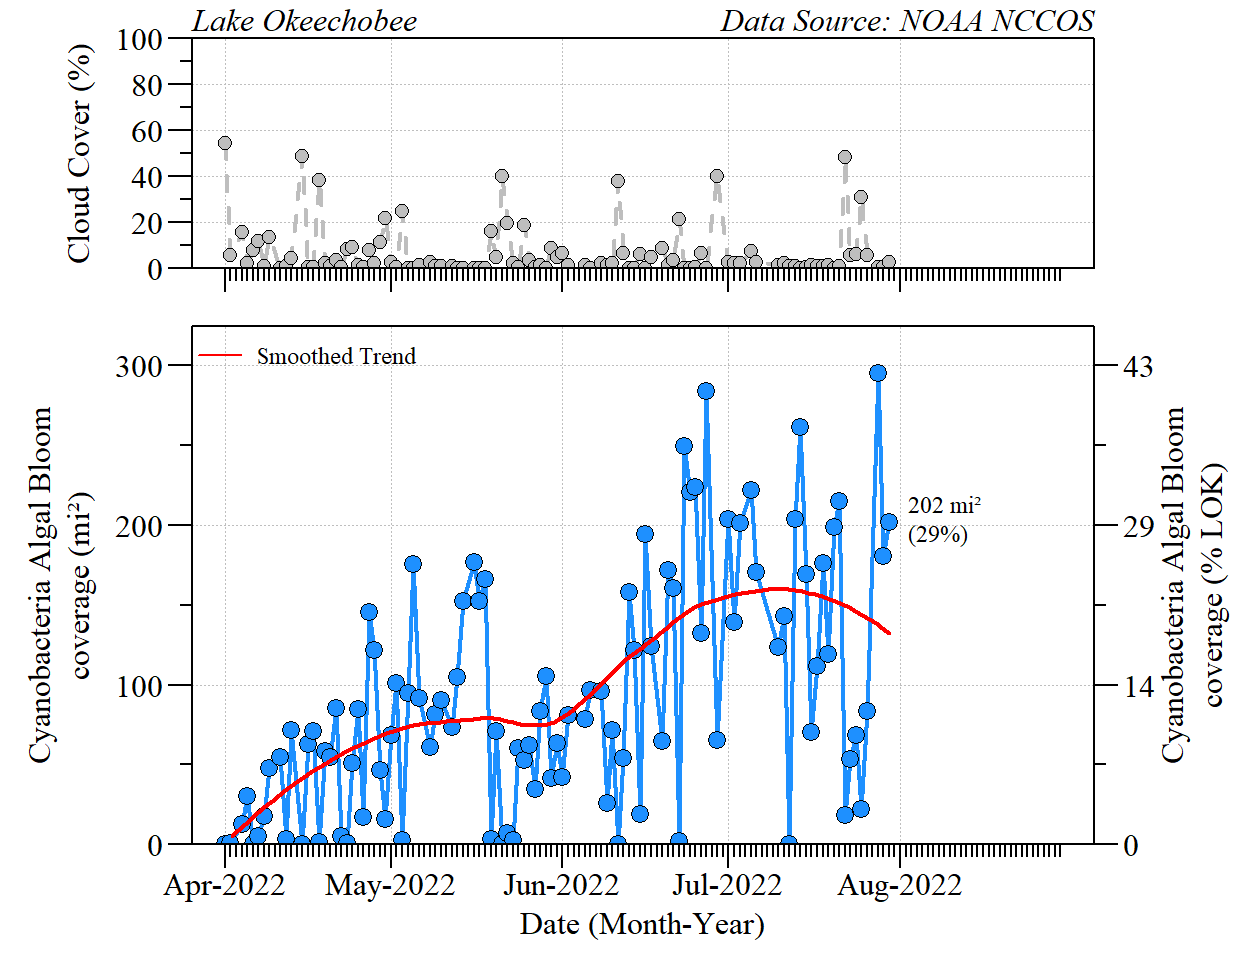 Lake Okeechobee Data Source: NOAA NCCOS
Cloud Cover (%)
100
80
60
40
20
0
Smoothed Trend
Cyanobacteria Algal Bloom
coverage (mi²)
300
200
100
0
202 mi²
(29%)
43
29
14
0
Cyanobacteria Algal Bloom
coverage (% LOK)
Apr-2022 May-2022 Jun-2022 Jul-2022 Aug-2022
Date (Month-Year)